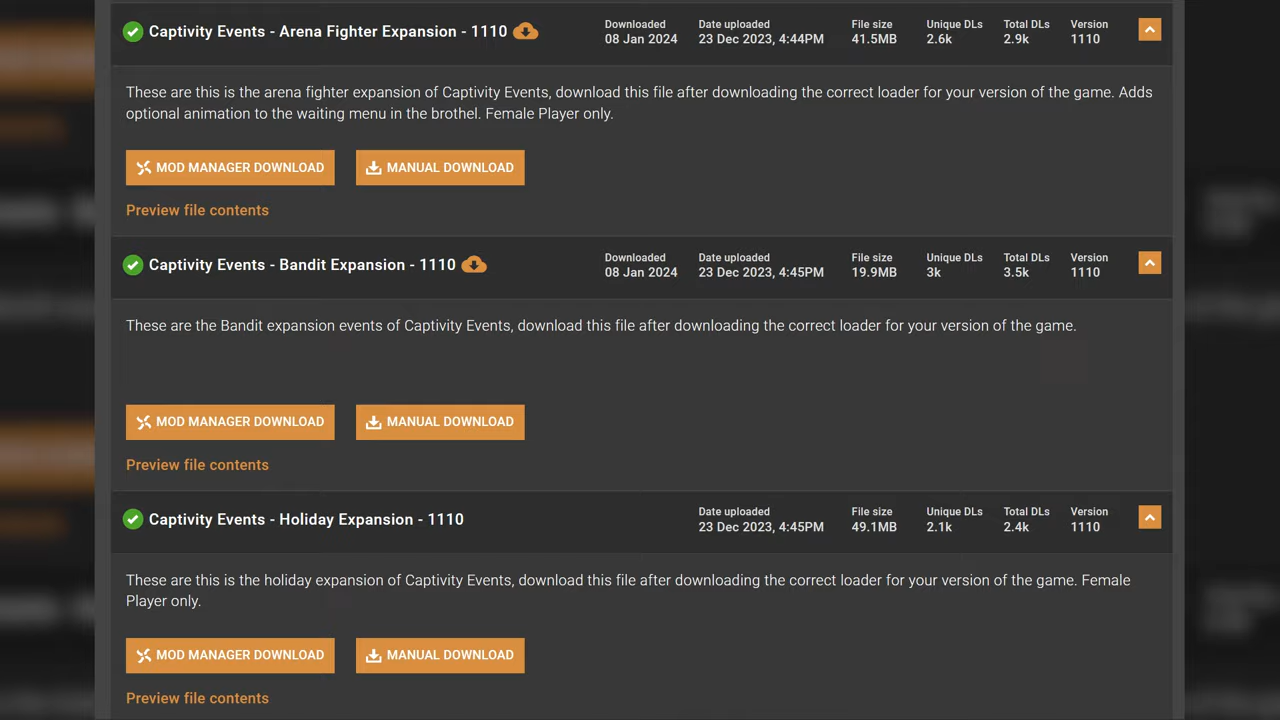 Captivity Events - Arena Fighter Expansion - 1110
Downloaded
08 Jan 2024
Date uploaded
23 Dec 2023, 4:44PM
File size
41.5MB
Unique DLs
2.6k
Total DLs
2.9k
Version
1110
These are this is the arena fighter expansion of Captivity Events, download this file after downloading the correct loader for your version of the game. Adds
optional animation to the waiting menu in the brothel. Female Player only.
MOD MANAGER DOWNLOAD
MANUAL DOWNLOAD
Preview file contents
Captivity Events - Bandit Expansion - 1110
Downloaded
08 Jan 2024
Date uploaded
23 Dec 2023, 4:45PM
File size
19.9MB
Unique DLs
3k
Total DLs
3.5k
Version
1110
These are the Bandit expansion events of Captivity Events, download this file after downloading the correct loader for your version of the game.
MOD MANAGER DOWNLOAD
MANUAL DOWNLOAD
Preview file contents
Captivity Events - Holiday Expansion - 1110
Date uploaded
23 Dec 2023, 4:45PM
File size
49.1MB
Unique DLs
2.1k
Total DLs
2.4k
Version
1110
These are this is the holiday expansion of Captivity Events, download this file after downloading the correct loader for your version of the game. Female
Player only.
MOD MANAGER DOWNLOAD
MANUAL DOWNLOAD
Preview file contents